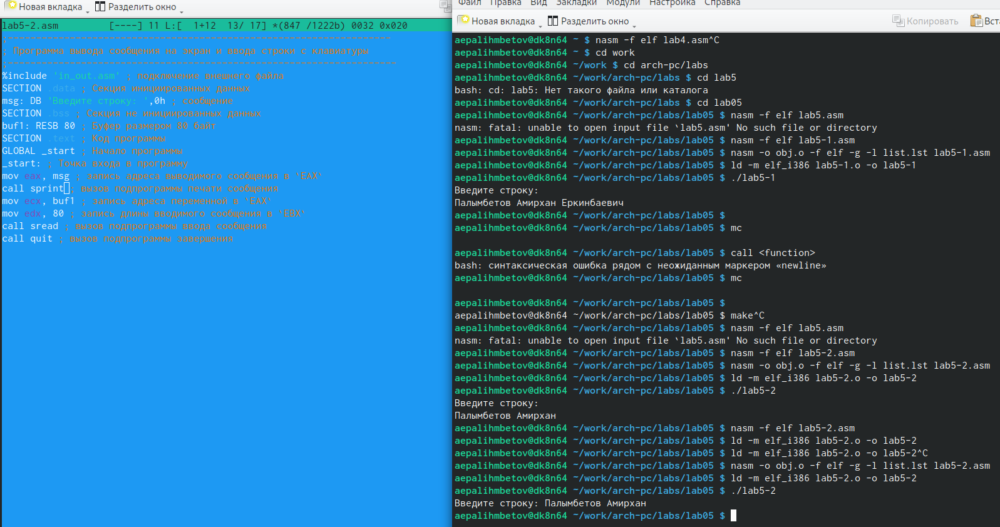 Новая вкладка Разделить окно
lab5-2.asm [----] 11 L:[ 1+12 13/ 17] *(847 /1222b) 0032 0x020
;--------------------------------------------------------------------
; Программа вывода сообщения на экран и ввода строки с клавиатуры
;---------------------------------------------------------------------
%include 'in_out.asm' ; подключение внешнего файла
SECTION .data ; Секция инициированных данных
msg: DB 'Введите строку: ',0h ; сообщение
SECTION .bss ; Секция не инициированных данных
buf1: RESB 80 ; Буфер размером 80 байт
SECTION .text ; Код программы
GLOBAL _start ; Начало программы
_start: ; Точка входа в программу
mov eax, msg ; запись адреса выводимого сообщения в `EAX`
call sprint ; вызов подпрограммы печати сообщения
mov ecx, buf1 ; запись адреса переменной в `EAX`
mov edx, 80 ; запись длины вводимого сообщения в `EBX`
call sread ; вызов подпрограммы ввода сообщения
call quit ; вызов подпрограммы завершения
Файл Правка Вид Закладки Модули Настройка Справка
Новая вкладка Разделить окно Копировать Вста
aepalihmbetov@dk8n64 ~ $ nasm -f elf lab4.asm^C
aepalihmbetov@dk8n64 ~ $ cd work
aepalihmbetov@dk8n64 ~/work $ cd arch-pc/labs
aepalihmbetov@dk8n64 ~/work/arch-pc/labs $ cd lab5
bash: cd: lab5: Нет такого файла или каталога
aepalihmbetov@dk8n64 ~/work/arch-pc/labs $ cd lab05
aepalihmbetov@dk8n64 ~/work/arch-pc/labs/lab05 $ nasm -f elf lab5.asm
nasm: fatal: unable to open input file `lab5.asm' No such file or directory
aepalihmbetov@dk8n64 ~/work/arch-pc/labs/lab05 $ nasm -f elf lab5-1.asm
aepalihmbetov@dk8n64 ~/work/arch-pc/labs/lab05 $ nasm -o obj.o -f elf -g -l list.lst lab5-1.asm
aepalihmbetov@dk8n64 ~/work/arch-pc/labs/lab05 $ ld -m elf_i386 lab5-1.o -o lab5-1
aepalihmbetov@dk8n64 ~/work/arch-pc/labs/lab05 $ ./lab5-1
Введите строку:
Палымбетов Амирхан Еркинбаевич
aepalihmbetov@dk8n64 ~/work/arch-pc/labs/lab05 $
aepalihmbetov@dk8n64 ~/work/arch-pc/labs/lab05 $ mc
aepalihmbetov@dk8n64 ~/work/arch-pc/labs/lab05 $ call <function>
bash: синтаксическая ошибка рядом с неожиданным маркером «newline»
aepalihmbetov@dk8n64 ~/work/arch-pc/labs/lab05 $ mc
aepalihmbetov@dk8n64 ~/work/arch-pc/labs/lab05 $
aepalihmbetov@dk8n64 ~/work/arch-pc/labs/lab05 $ make^C
aepalihmbetov@dk8n64 ~/work/arch-pc/labs/lab05 $ nasm -f elf lab5.asm
nasm: fatal: unable to open input file `lab5.asm' No such file or directory
aepalihmbetov@dk8n64 ~/work/arch-pc/labs/lab05 $ nasm -f elf lab5-2.asm
aepalihmbetov@dk8n64 ~/work/arch-pc/labs/lab05 $ nasm -o obj.o -f elf -g -l list.lst lab5-2.asm
aepalihmbetov@dk8n64 ~/work/arch-pc/labs/lab05 $ ld -m elf_i386 lab5-2.o -o lab5-2
aepalihmbetov@dk8n64 ~/work/arch-pc/labs/lab05 $ ./lab5-2
Введите строку:
Палымбетов Амирхан
aepalihmbetov@dk8n64 ~/work/arch-pc/labs/lab05 $ nasm -f elf lab5-2.asm
aepalihmbetov@dk8n64 ~/work/arch-pc/labs/lab05 $ ld -m elf_i386 lab5-2.o -o lab5-2
aepalihmbetov@dk8n64 ~/work/arch-pc/labs/lab05 $ ld -m elf_i386 lab5-2.o -o lab5-2^C
aepalihmbetov@dk8n64 ~/work/arch-pc/labs/lab05 $ nasm -o obj.o -f elf -g -l list.lst lab5-2.asm
aepalihmbetov@dk8n64 ~/work/arch-pc/labs/lab05 $ ld -m elf_i386 lab5-2.o -o lab5-2
aepalihmbetov@dk8n64 ~/work/arch-pc/labs/lab05 $ ./lab5-2
Введите строку: Палымбетов Амирхан
aepalihmbetov@dk8n64 ~/work/arch-pc/labs/lab05 $